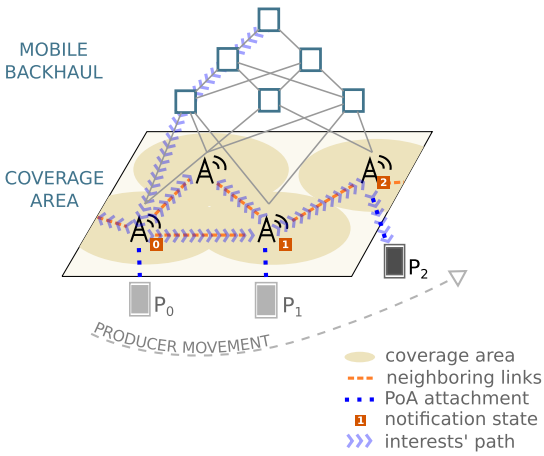 MOBILE
BACKHAUL
COVERAGE
AREA
2
0
1
P0
P1
P2
PRODUCER MOVEMENT
coverage area
neighboring links
PoA attachment
1 notification state
interests' path